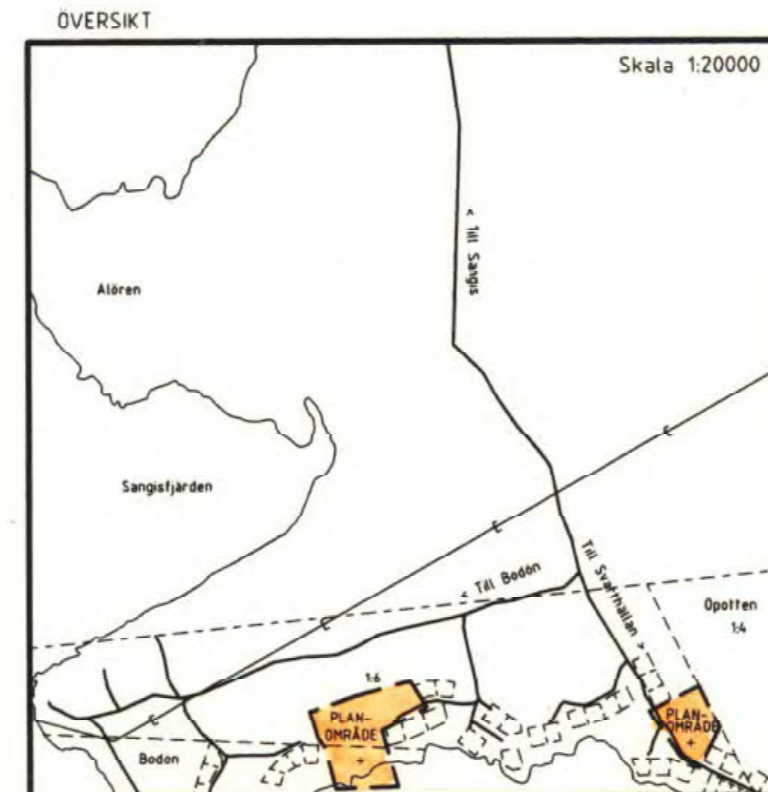 ÖVERSIKT
Skala 1:20000
< Till Sangis
Alören
Sangisfjärden
< Till Bodön
Till Svarthällan >
Öpotten
1:4
1:6
PLAN-
OMRÅDE
PLAN-
OMRÅDE
Bodön